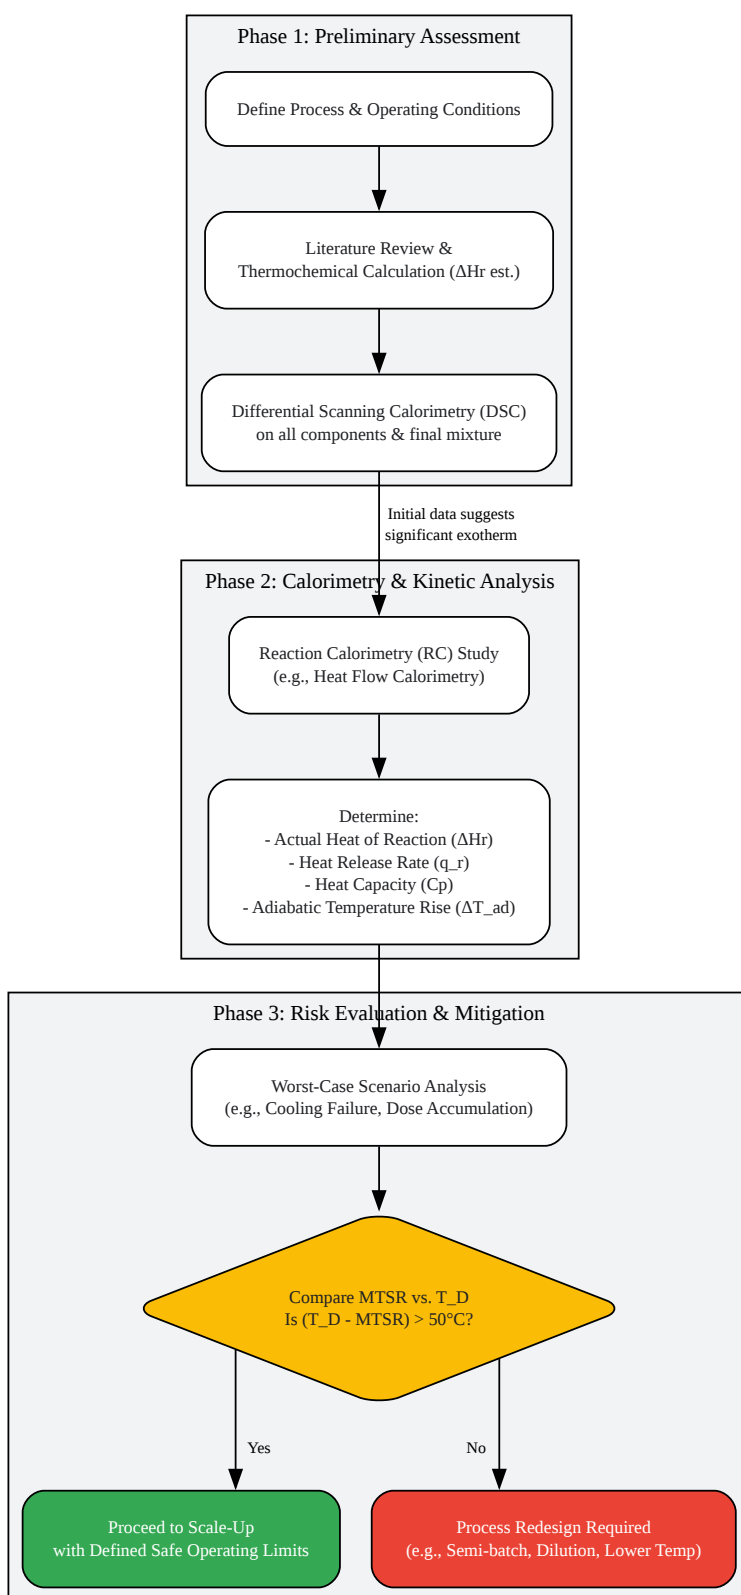 Phase 1: Preliminary Assessment
Define Process & Operating Conditions
Literature Review &
Thermochemical Calculation (ΔHr est.)
Differential Scanning Calorimetry (DSC)
on all components & final mixture
Initial data suggests
significant exotherm
Phase 2: Calorimetry & Kinetic Analysis
Reaction Calorimetry (RC) Study
(e.g., Heat Flow Calorimetry)
Determine:
- Actual Heat of Reaction (ΔHr)
- Heat Release Rate (q_r)
- Heat Capacity (Cp)
- Adiabatic Temperature Rise (ΔT_ad)
Phase 3: Risk Evaluation & Mitigation
Worst-Case Scenario Analysis
(e.g., Cooling Failure, Dose Accumulation)
Compare MTSR vs. T_D
Is (T_D - MTSR) > 50°C?
Yes
No
Proceed to Scale-Up
with Defined Safe Operating Limits
Process Redesign Required
(e.g., Semi-batch, Dilution, Lower Temp)